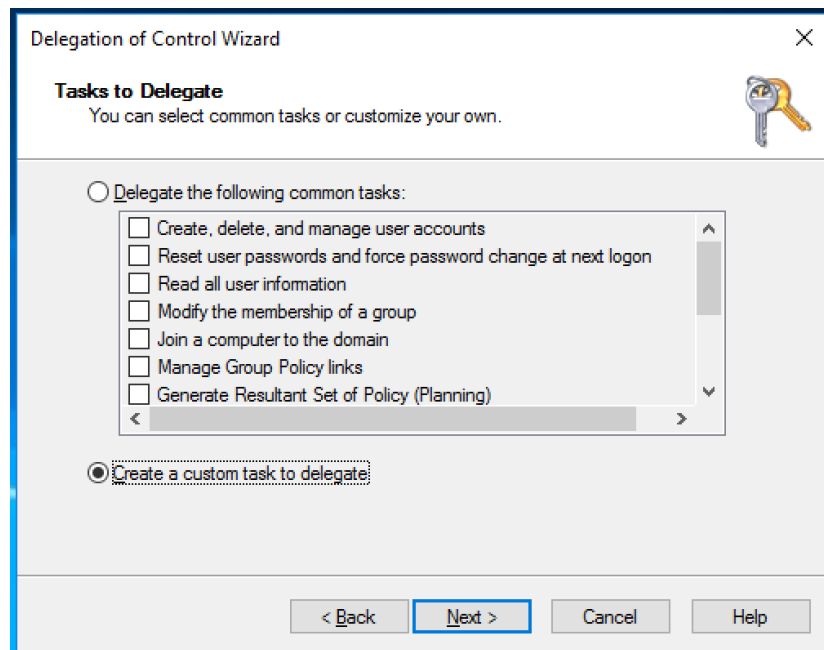 Delegation of Control Wizard
Tasks to Delegate
You can select common tasks or customize your own.
Delegate the following common tasks:
Create, delete, and manage user accounts
Reset user passwords and force password change at next logon
Read all user information
Modify the membership of a group
Join a computer to the domain
Manage Group Policy links
Generate Resultant Set of Policy (Planning)
Create a custom task to delegate
< Back
Next >
Cancel
Help